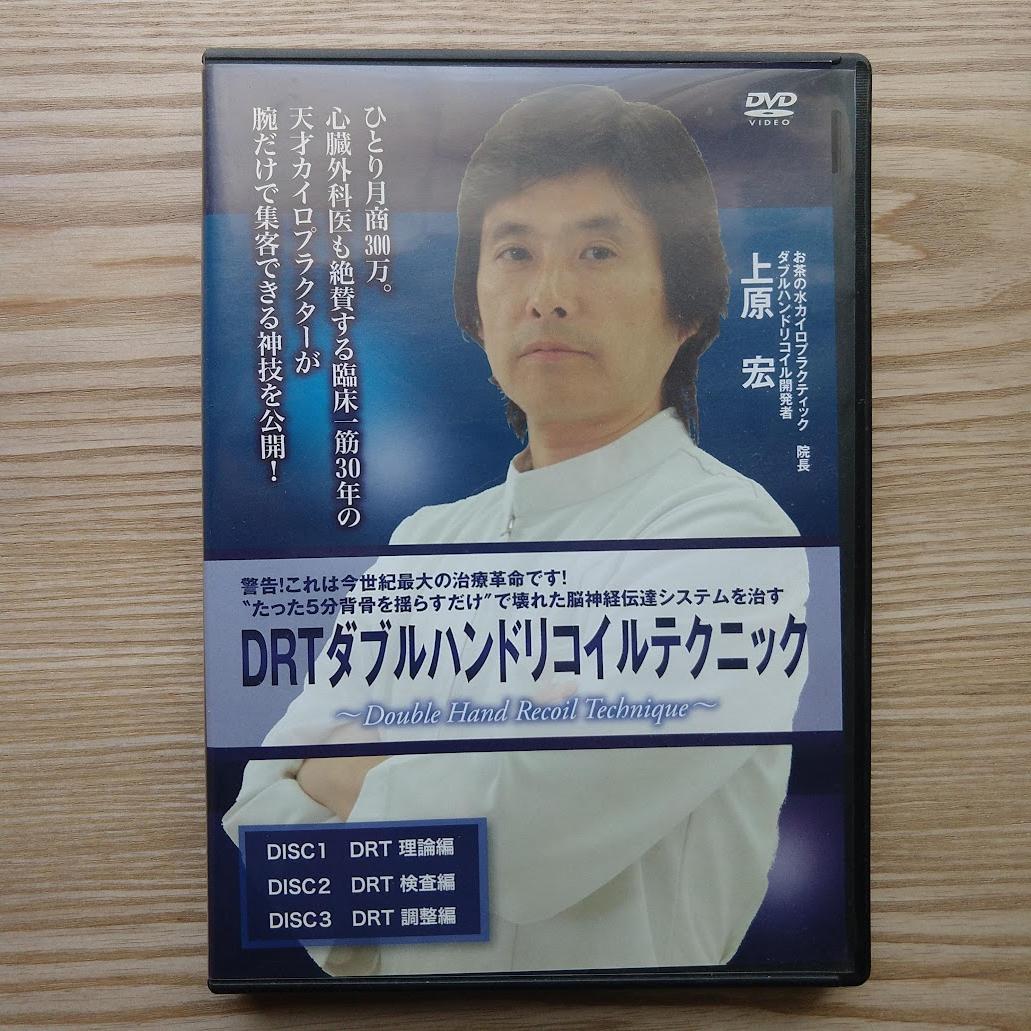 DVD
VIDEO
ひとり月商300万。
心臓外科医も絶賛する臨床一筋30年の
天才カイロプラクターが
腕だけで集客できる神技を公開！
お茶の水カイロプラクティック 院長
ダブルハンドリコイル開発者
上原 宏
警告！これは今世紀最大の治療革命です！
“たった5分背骨を揺らすだけ”で壊れた脳神経伝達システムを治す
DRTダブルハンドリコイルテクニック
～Double Hand Recoil Technique～
DISC1 DRT 理論編
DISC2 DRT 検査編
DISC3 DRT 調整編